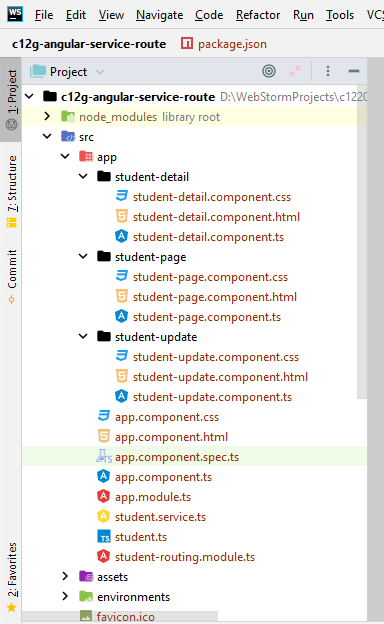 WS File Edit View Navigate Code Refactor Run Tools VCS
c12g-angular-service-route package.json
1: Project
Project
c12g-angular-service-route D:\WebStormProjects\c1220
node_modules library root
src
app
student-detail
student-detail.component.css
student-detail.component.html
student-detail.component.ts
student-page
student-page.component.css
student-page.component.html
student-page.component.ts
student-update
student-update.component.css
student-update.component.html
student-update.component.ts
app.component.css
app.component.html
TS app.component.spec.ts
app.component.ts
app.module.ts
student.service.ts
TS student.ts
student-routing.module.ts
assets
environments
favicon.ico
7: Structure
Commit
2: Favorites